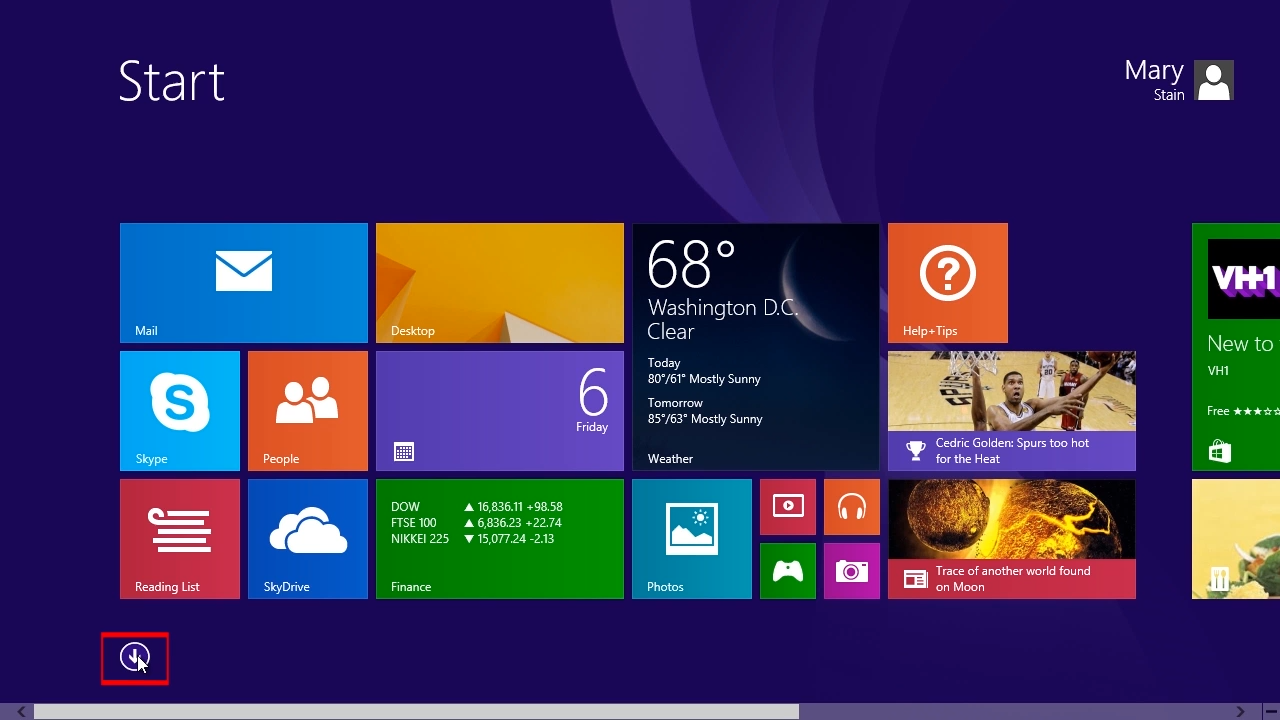 Start
Mary
Stain
Mail
Desktop
68°
Washington D.C.
Clear
Today
80°/61° Mostly Sunny
Tomorrow
85°/63° Mostly Sunny
Weather
Help+Tips
VH1
New to
VH1
Free ★★★☆☆
Skype
People
6
Friday
Cedric Golden: Spurs too hot
for the Heat
Reading List
SkyDrive
DOW ▲ 16,836.11 +98.58
FTSE 100 ▲ 6,836.23 +22.74
NIKKEI 225 ▼ 15,077.24 -2.13
Finance
Photos
Trace of another world found
on Moon